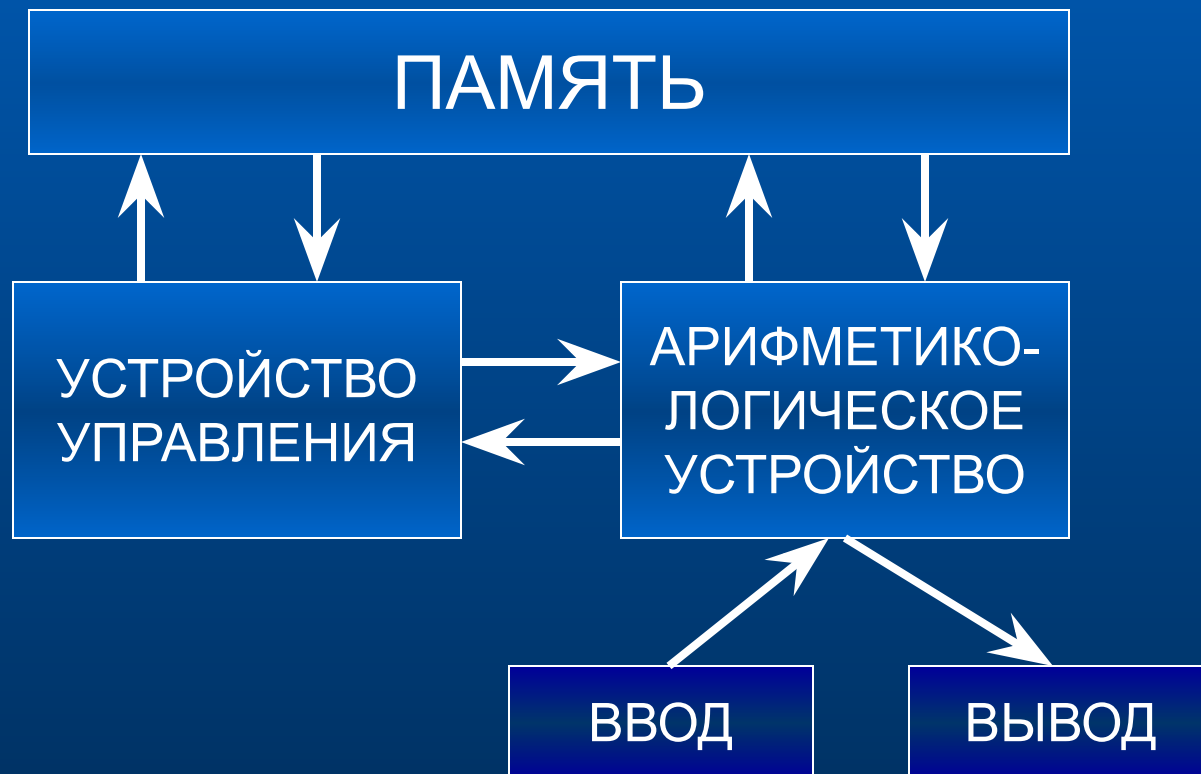 ПАМЯТЬ
УСТРОЙСТВО
УПРАВЛЕНИЯ
АРИФМЕТИКО-
ЛОГИЧЕСКОЕ
УСТРОЙСТВО
ВВОД
ВЫВОД